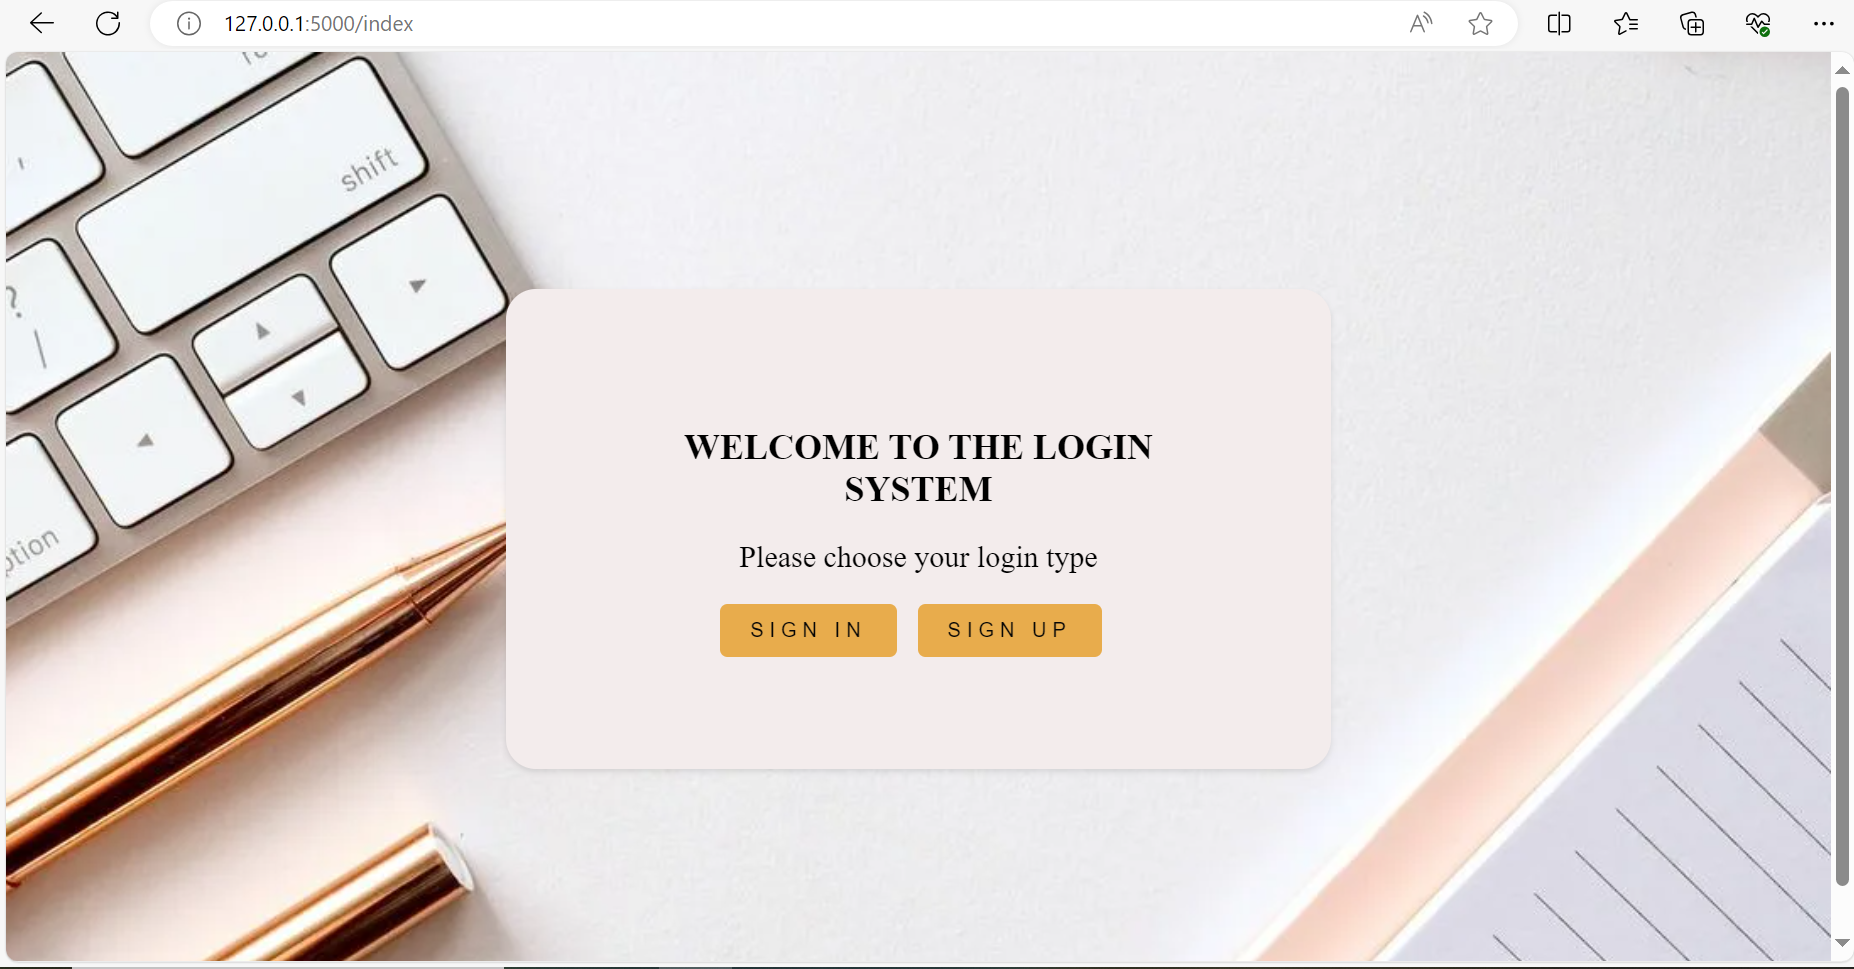 127.0.0.1:5000/index
shift
?
/
ption
WELCOME TO THE LOGIN
SYSTEM
Please choose your login type
SIGN IN
SIGN UP